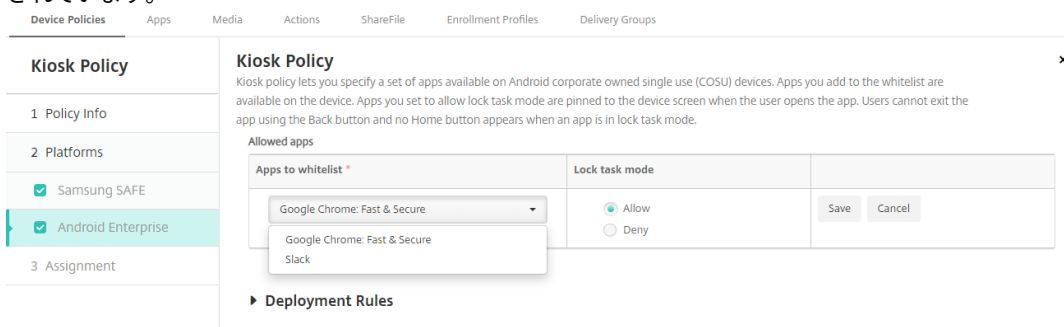 されています。
Device Policies Apps Media Actions ShareFile Enrollment Profiles Delivery Groups
Kiosk Policy
1 Policy Info
2 Platforms
Samsung SAFE
Android Enterprise
3 Assignment
Kiosk Policy
Kiosk policy lets you specify a set of apps available on Android corporate owned single use (COSU) devices. Apps you add to the whitelist are
available on the device. Apps you set to allow lock task mode are pinned to the device screen when the user opens the app. Users cannot exit the
app using the Back button and no Home button appears when an app is in lock task mode.
Allowed apps
Apps to whitelist * Lock task mode
Google Chrome: Fast & Secure
Allow
Deny
Save Cancel
Google Chrome: Fast & Secure
Slack
Deployment Rules